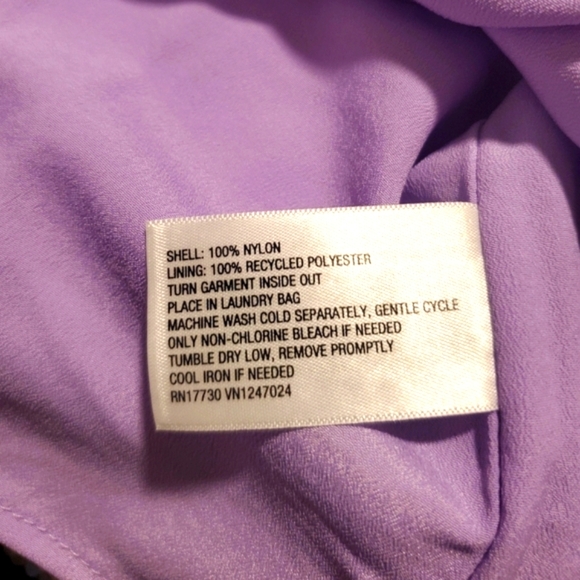 SHELL: 100% NYLON
LINING: 100% RECYCLED POLYESTER
TURN GARMENT INSIDE OUT
PLACE IN LAUNDRY BAG
MACHINE WASH COLD SEPARATELY, GENTLE CYCLE
ONLY NON-CHLORINE BLEACH IF NEEDED
TUMBLE DRY LOW, REMOVE PROMPTLY
COOL IRON IF NEEDED
RN17730 VN1247024